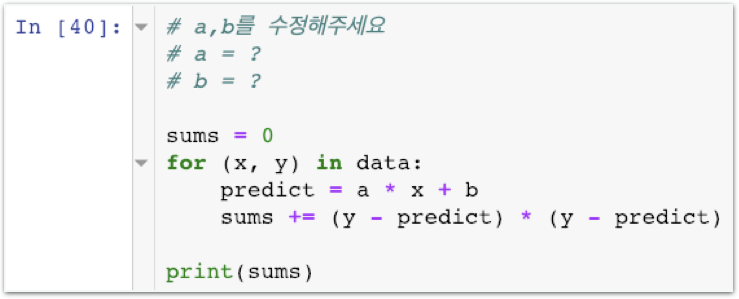 In [40]:
# a,b를 수정해주세요
# a = ?
# b = ?
sums = 0
for (x, y) in data:
    predict = a * x + b
    sums += (y - predict) * (y - predict)
print(sums)